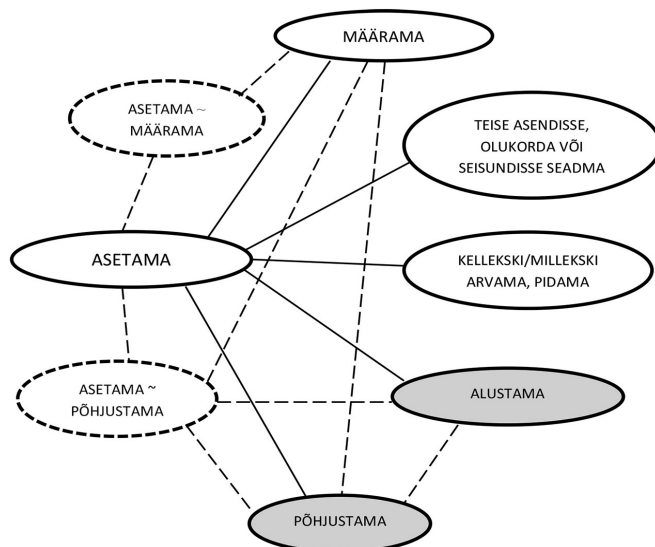 MÄÄRAMA
ASETAMA ~
MÄÄRAMA
TEISE ASENDISSE,
OLUKORDA VÕI
SEISUNDISSE SEADMA
ASETAMA
KELLEKSKI/MILLEKSKI
ARVAMA, PIDAMA
ASETAMA ~
PÕHJUSTAMA
ALUSTAMA
PÕHJUSTAMA